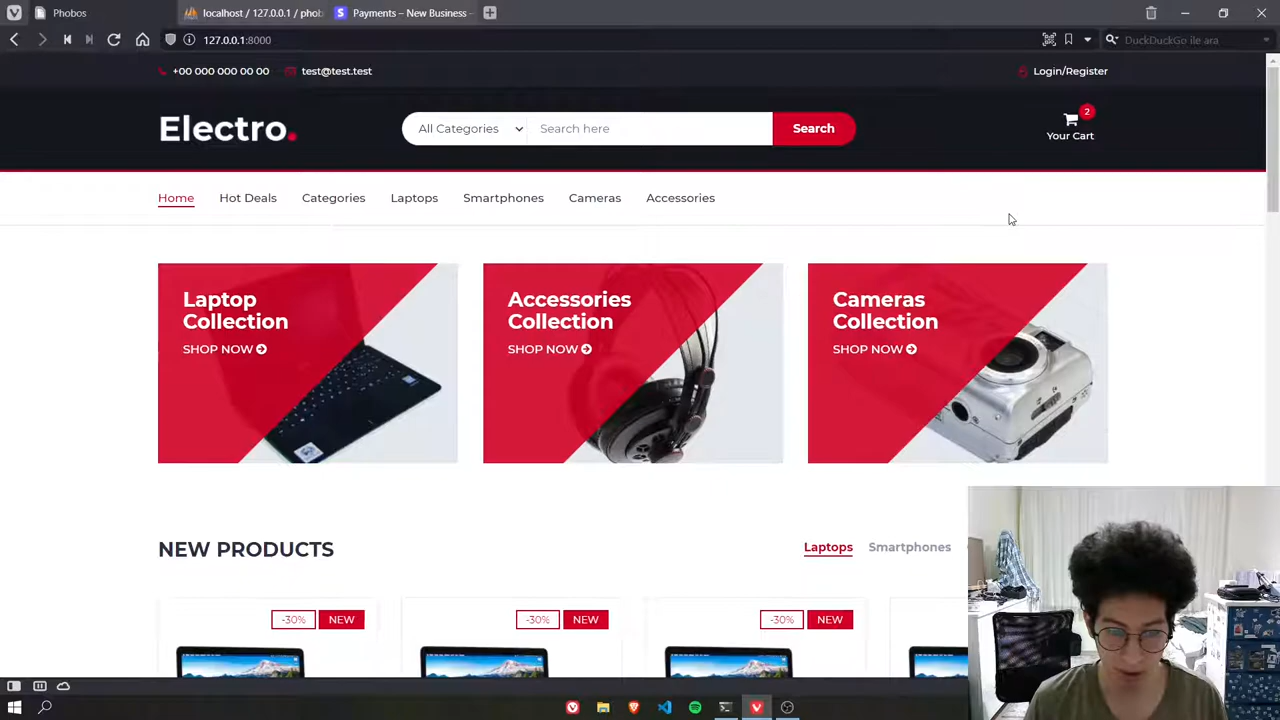 Phobos
localhost / 127.0.0.1 / phob
Payments – New Business –
127.0.0.1:8000
DuckDuckGo ile ara
+00 000 000 00 00
test@test.test
Login/Register
Electro.
All Categories
Search here
Search
2
Your Cart
Home
Hot Deals
Categories
Laptops
Smartphones
Cameras
Accessories
Laptop
Collection
SHOP NOW
Accessories
Collection
SHOP NOW
Cameras
Collection
SHOP NOW
NEW PRODUCTS
Laptops
Smartphones
-30%
NEW
-30%
NEW
-30%
NEW